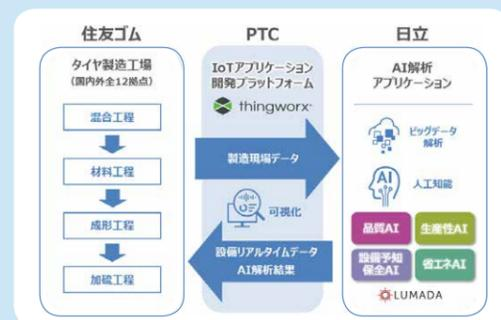 住友ゴム
タイヤ製造工場
(国内外全12拠点)
混合工程
材料工程
成形工程
加硫工程
PTC
IoTアプリケーション
開発プラットフォーム
thingworx
製造現場データ
可視化
設備リアルタイムデータ
AI解析結果
日立
AI解析
アプリケーション
ビッグデータ
解析
AI
人工知能
品質AI
生産性AI
設備予知
保全AI
省エネAI
LUMADA